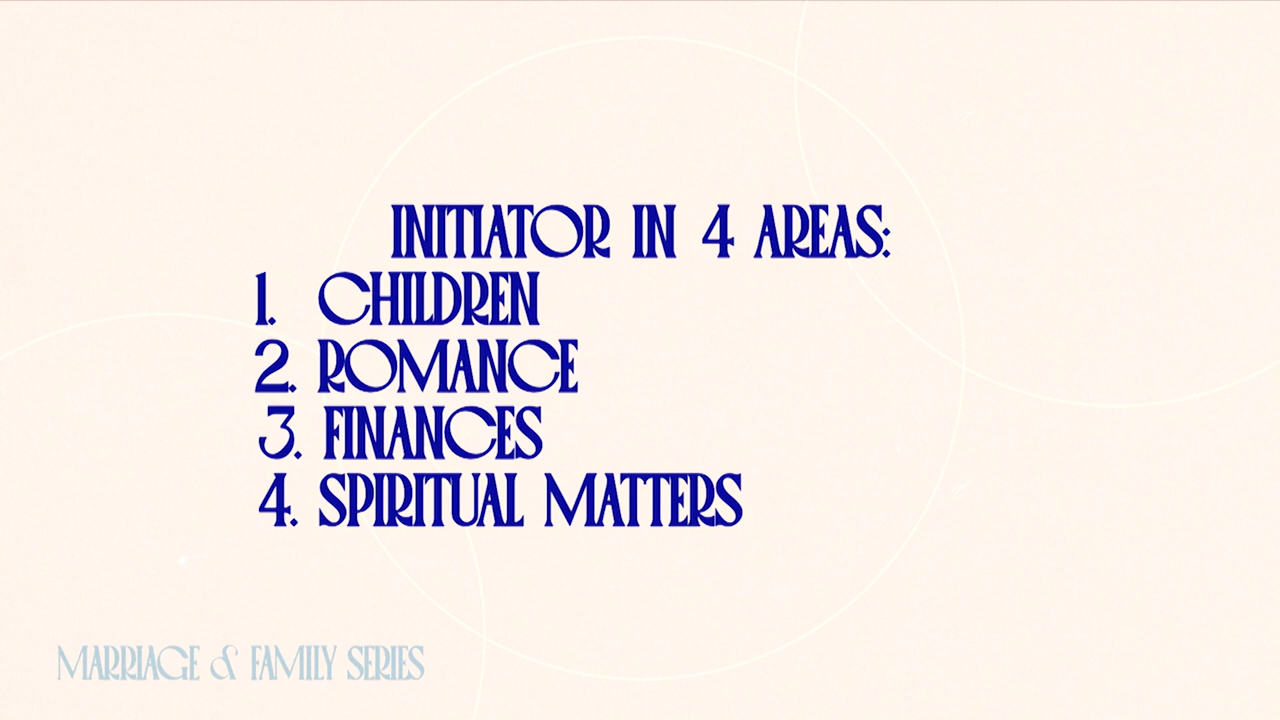 INITIATOR IN 4 AREAS:
1. CHILDREN
2. ROMANCE
3. FINANCES
4. SPIRITUAL MATTERS
MARRIAGE & FAMILY SERIES